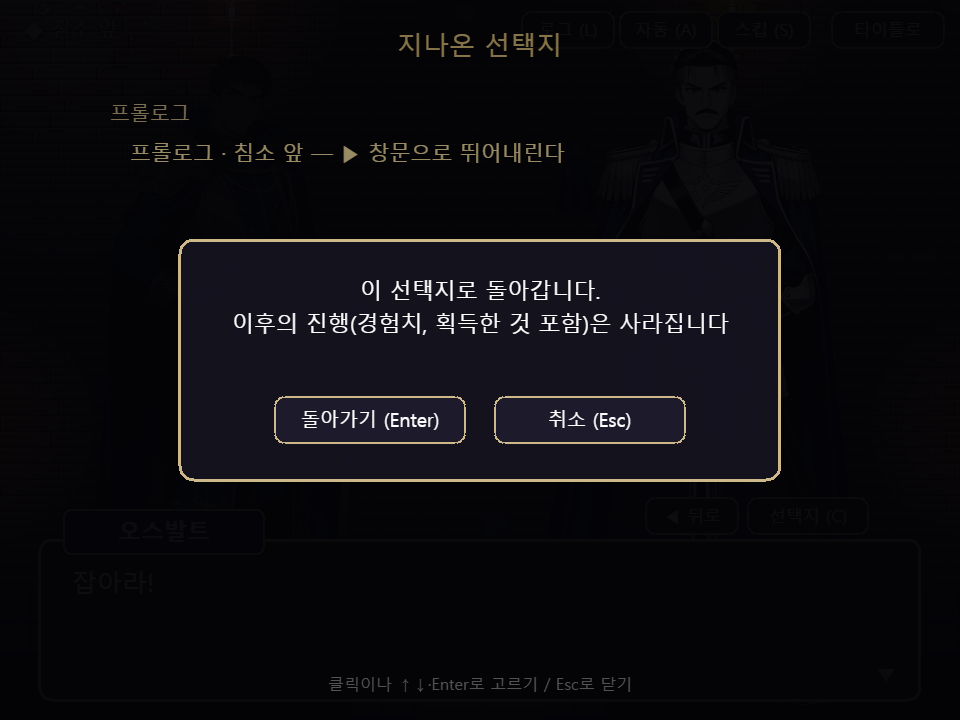 침소 앞
로그 (L)
자동 (A)
스킵 (S)
타이틀로
지나온 선택지
프롤로그
프롤로그 · 침소 앞 — ▶ 창문으로 뛰어내린다
이 선택지로 돌아갑니다.
이후의 진행(경험치, 획득한 것 포함)은 사라집니다
돌아가기 (Enter)
취소 (Esc)
◀ 뒤로
선택지 (C)
오스발트
잡아라!
클릭이나 ↑↓·Enter로 고르기 / Esc로 닫기